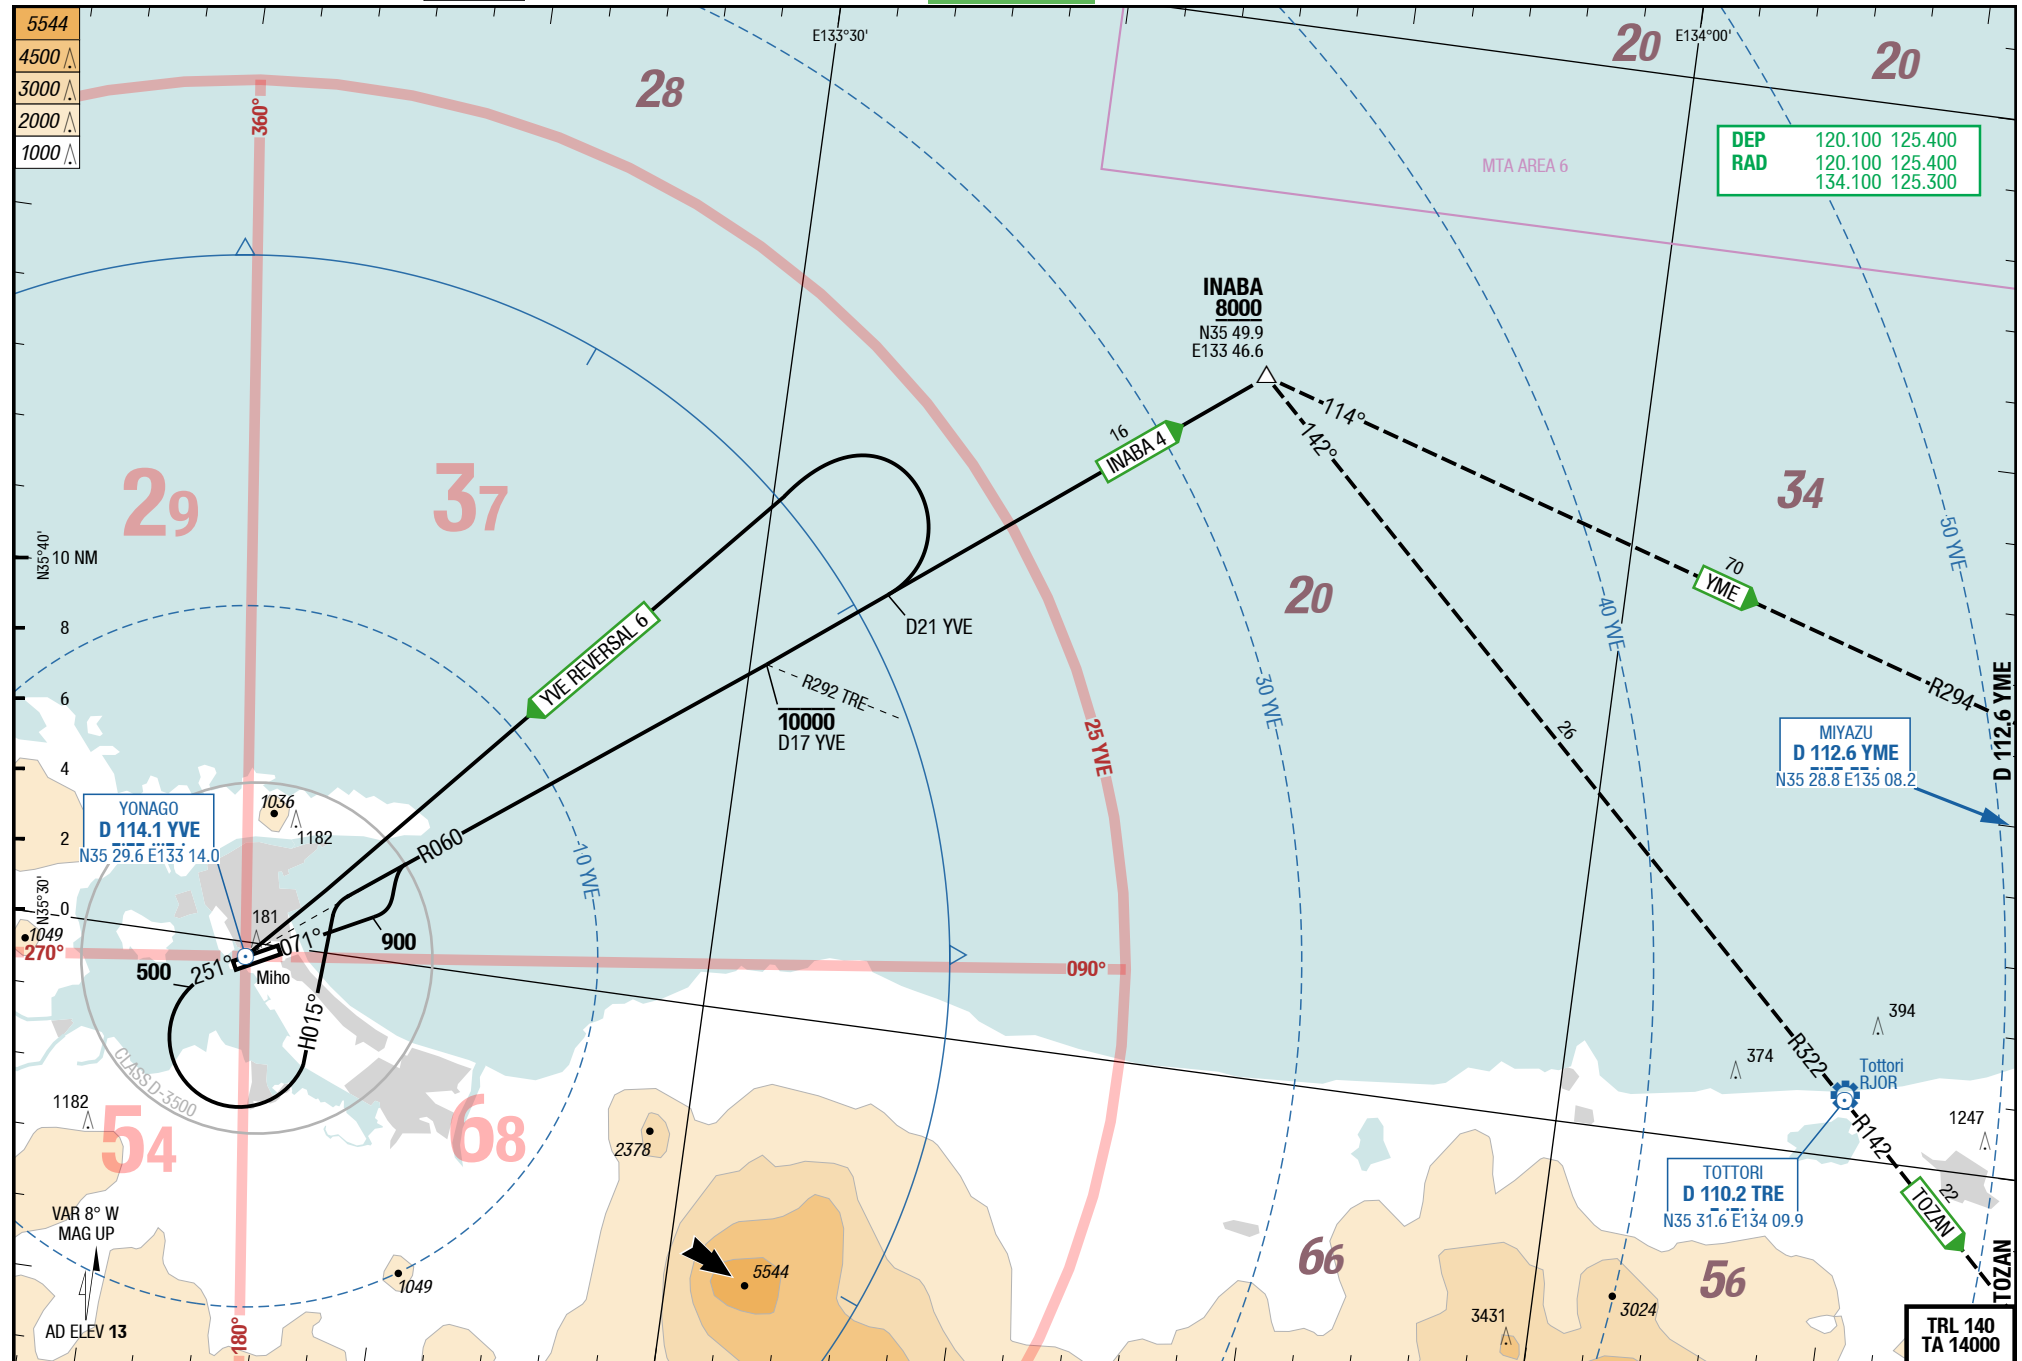 5544
4500
3000
2000
1000
E133°30'
E134°00'
28
20
20
360°
DEP 120.100 125.400
RAD 120.100 125.400
134.100 125.300
MTA AREA 6
INABA
8000
N35 49.9
E133 46.6
114°
142°
16
INABA 4
29
37
34
50 YVE
N35°40'
10 NM
70
YME
20
40 YVE
8
D21 YVE
YVE REVERSAL 6
R292 TRE
10000
D17 YVE
30 YVE
25 YVE
6
R294
D 112.6 YME
26
MIYAZU
D 112.6 YME
N35 28.8 E135 08.2
4
YONAGO
D 114.1 YVE
N35 29.6 E133 14.0
1036
1182
2
R060
10 YVE
N35°30'
0
181
1049
270°
071°
900
500
251°
Miho
090°
H015°
CLASS D-3500
394
374
R322
Tottori
RJOR
1182
54
68
2378
1247
R142
TOTTORI
D 110.2 TRE
N35 31.6 E134 09.9
22
TOZAN
TOZAN
VAR 8° W
MAG UP
1049
5544
66
56
3431
3024
AD ELEV 13
180°
TRL 140
TA 14000